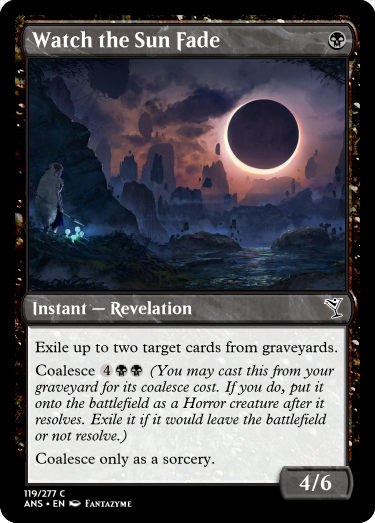 Watch the Sun Fade
Instant — Revelation
Exile up to two target cards from graveyards.
Coalesce 4 (You may cast this from your
graveyard for its coalesce cost. If you do, put it
onto the battlefield as a Horror creature after it
resolves. Exile it if it would leave the battlefield
or not resolve.)
Coalesce only as a sorcery.
4/6
119/277 C
ANS • EN Fantazyme